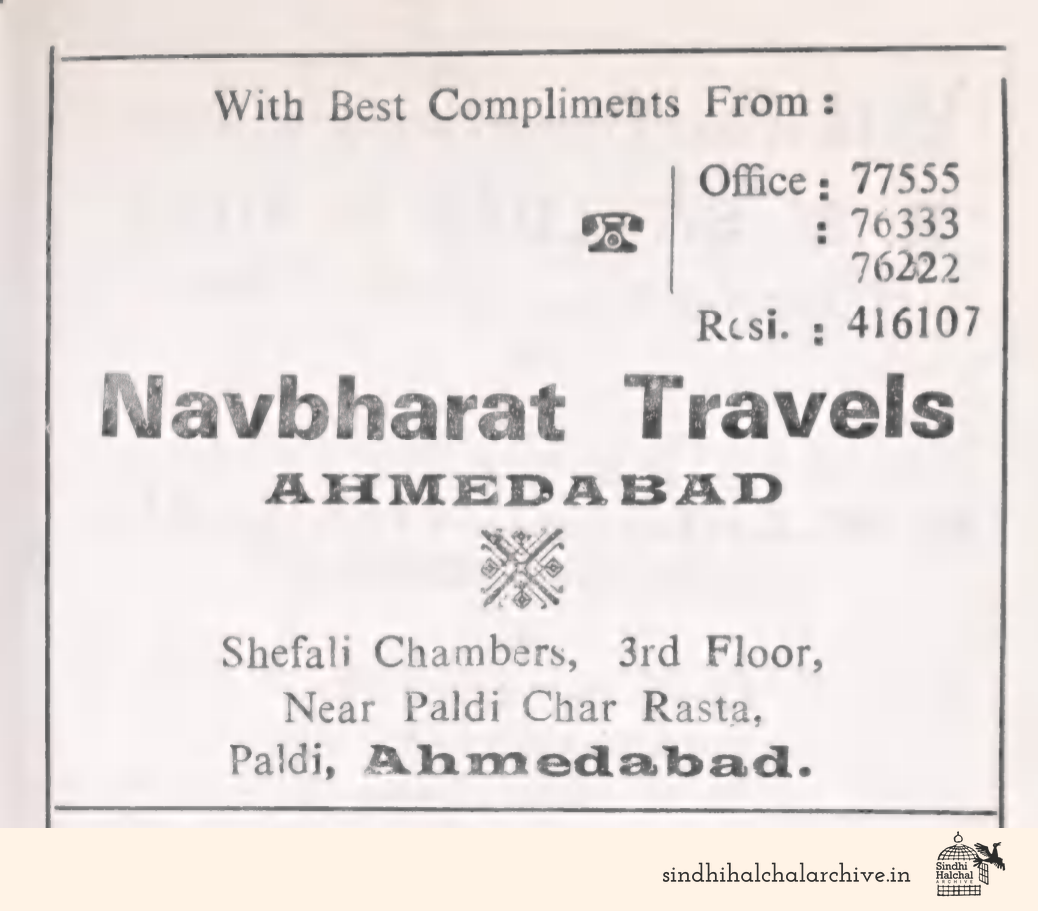 With Best Compliments From :
Office : 77555
: 76333
76222
Resi. : 416107
Navbharat Travels
AHMEDABAD
Shefali Chambers, 3rd Floor,
Near Paldi Char Rasta,
Paldi, Ahmedabad.
sindhihalchalarchive.in
Sindhi
Halchal
ARCHIVE